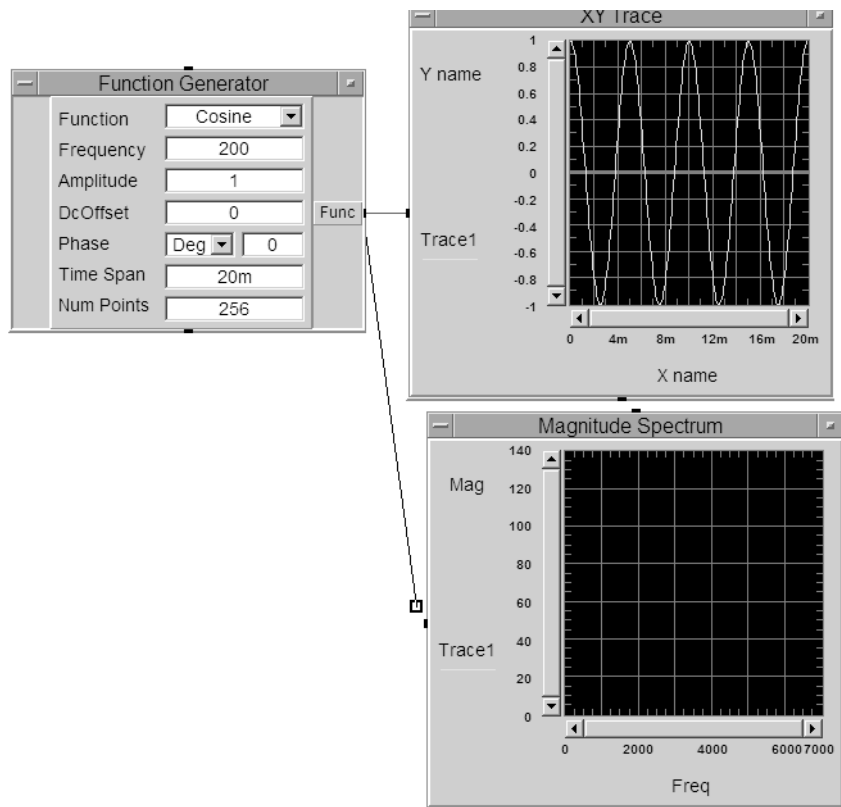 XY Trace
Y name
Trace1
1
0.8
0.6
0.4
0.2
0
-0.2
-0.4
-0.6
-0.8
-1
0 4m 8m 12m 16m 20m
X name
Function Generator
Function Cosine
Frequency 200
Amplitude 1
DcOffset 0
Phase Deg 0
Time Span 20m
Num Points 256
Func
Magnitude Spectrum
Mag
Trace1
140
120
100
80
60
40
20
0
0 2000 4000 6000 7000
Freq